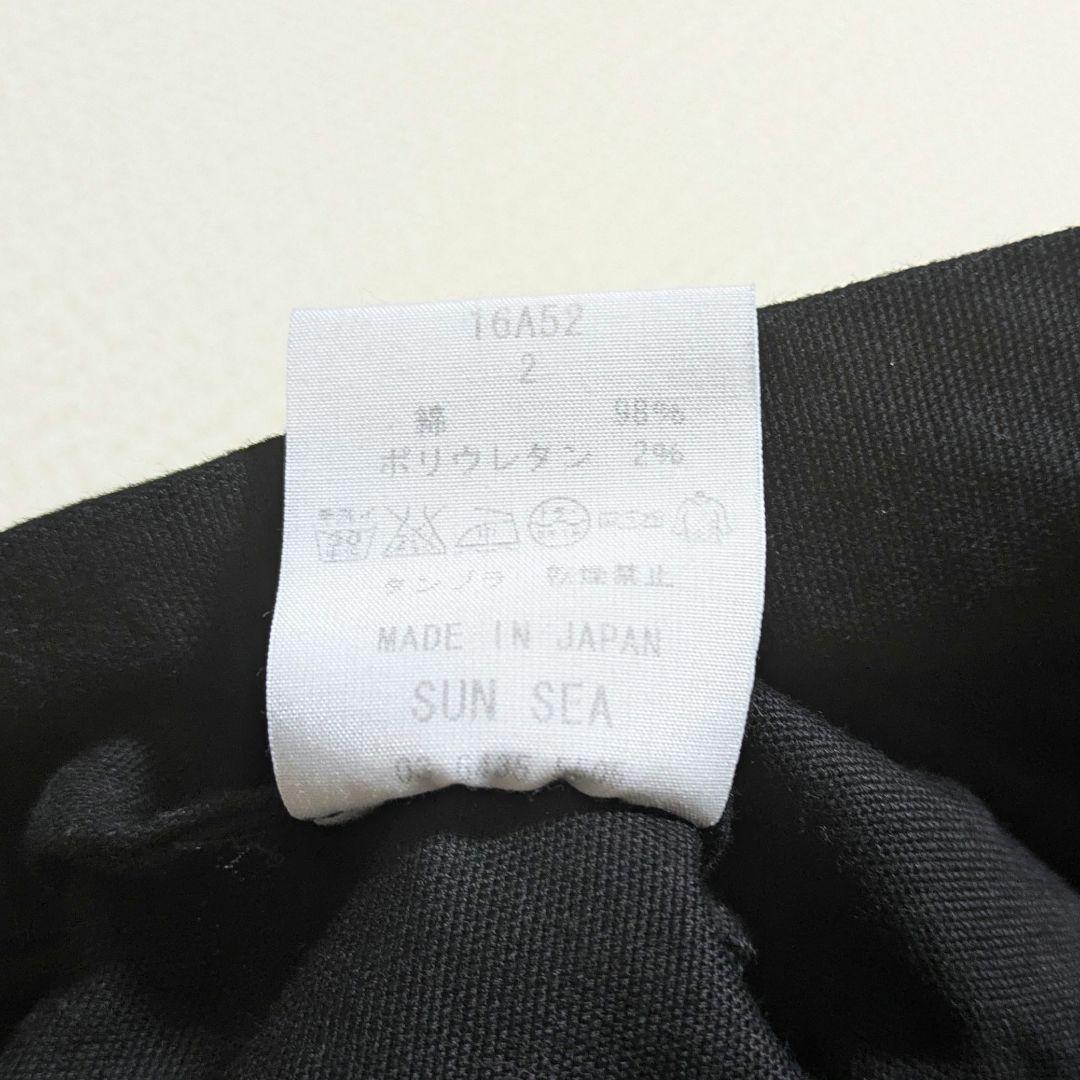 16A52
2
綿 98%
ポリウレタン 2%
タンブラ 乾燥禁止
MADE IN JAPAN
SUN SEA